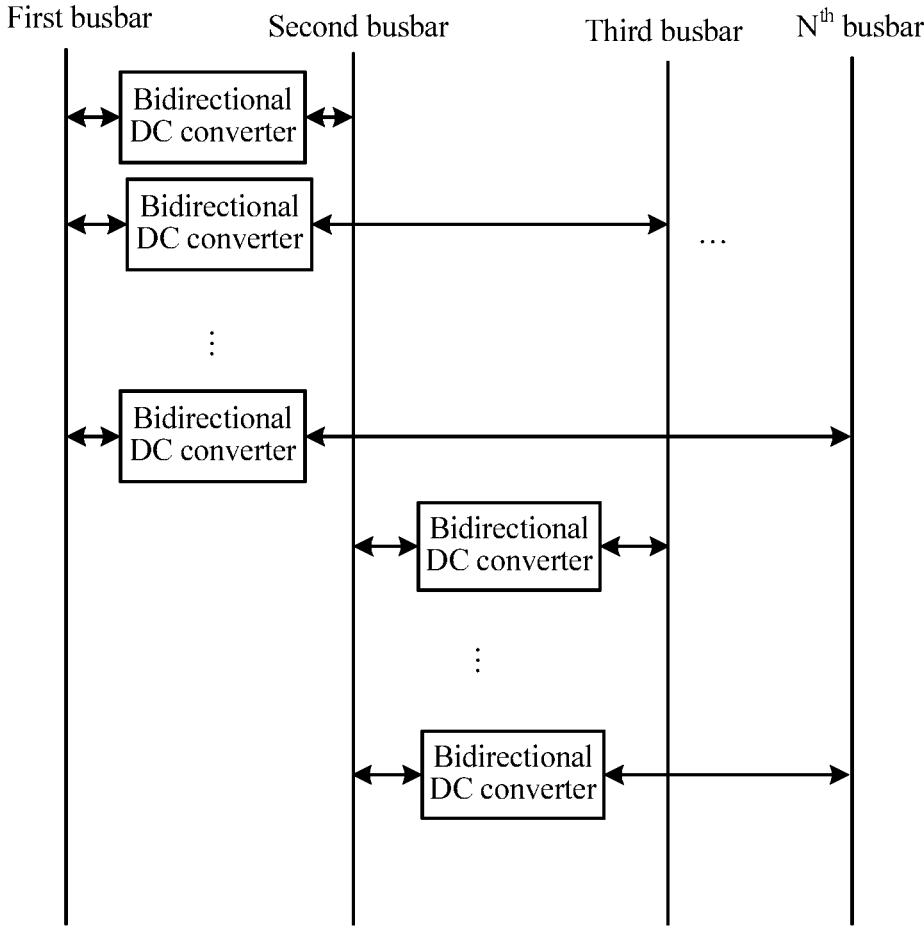 First busbar
Second busbar
Third busbar
Nth busbar
Bidirectional
DC converter
Bidirectional
DC converter
...
⋮
Bidirectional
DC converter
Bidirectional
DC converter
⋮
Bidirectional
DC converter